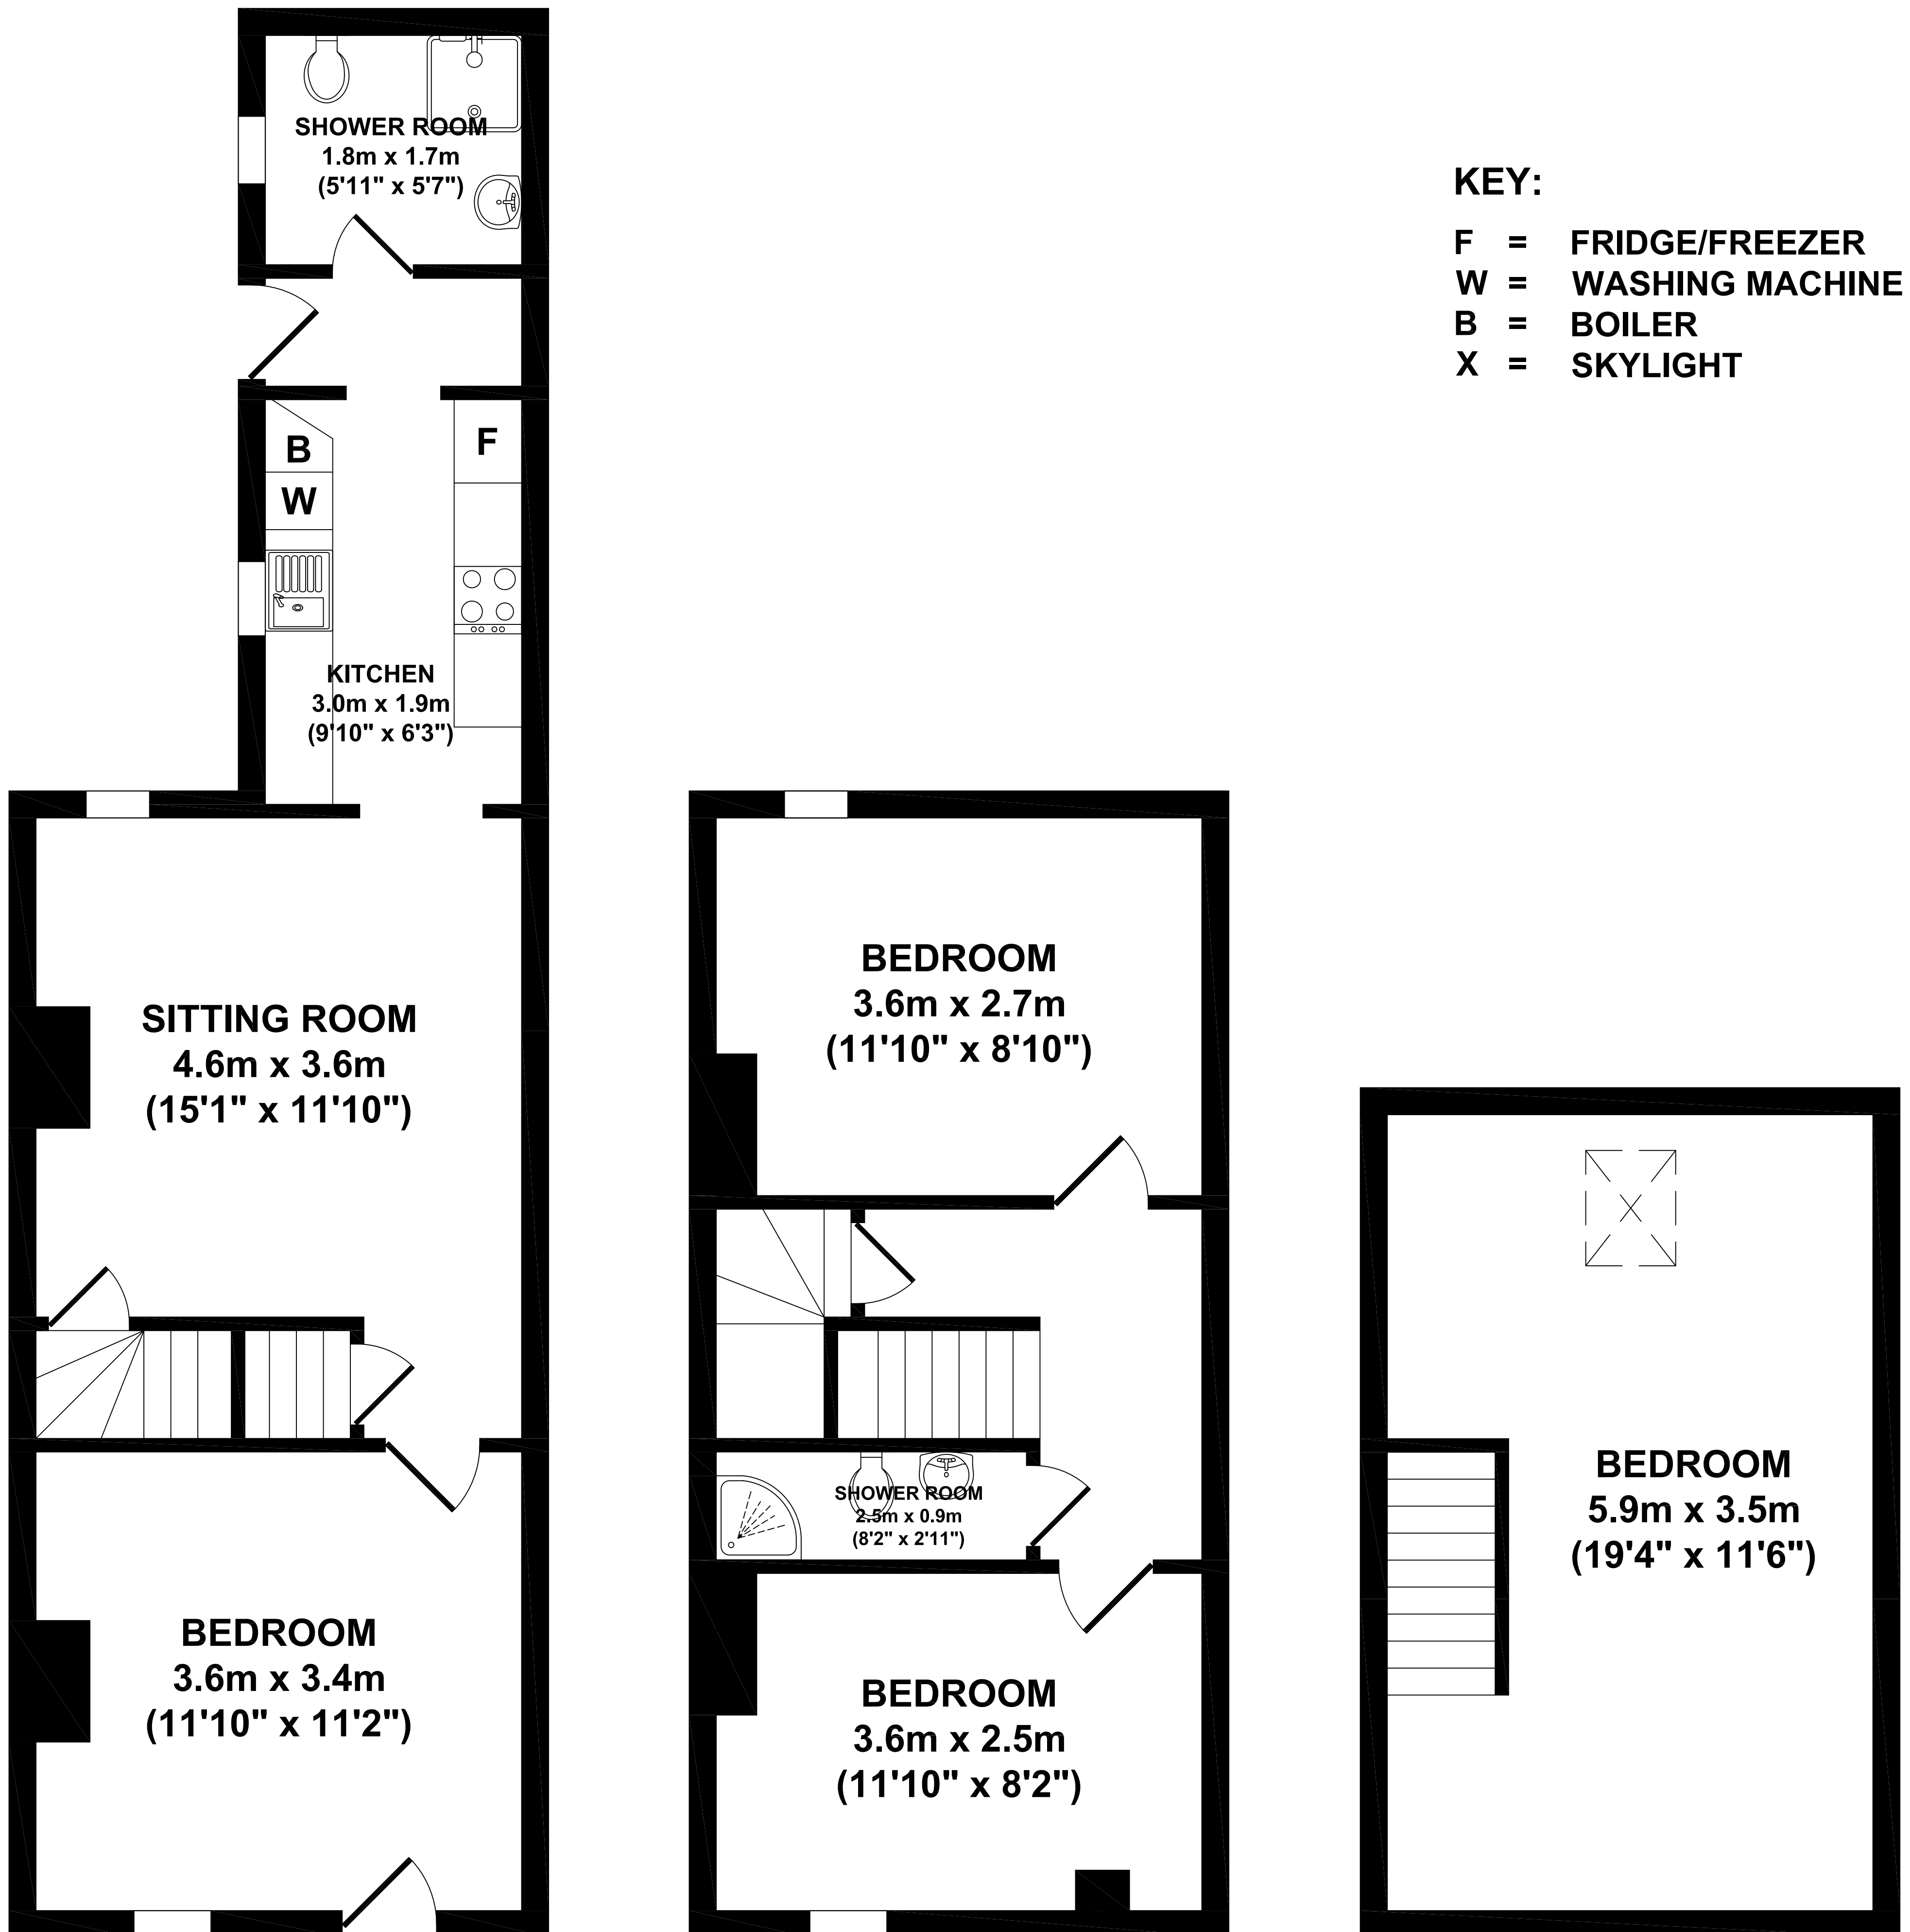 SHOWER ROOM
1.8m x 1.7m
(5'11" x 5'7")
KEY:
F = FRIDGE/FREEZER
W = WASHING MACHINE
B = BOILER
X = SKYLIGHT
B
F
W
KITCHEN
3.0m x 1.9m
(9'10" x 6'3")
SITTING ROOM
4.6m x 3.6m
(15'1" x 11'10")
BEDROOM
3.6m x 3.4m
(11'10" x 11'2")
BEDROOM
3.6m x 2.7m
(11'10" x 8'10")
SHOWER ROOM
2.5m x 0.9m
(8'2" x 2'11")
BEDROOM
3.6m x 2.5m
(11'10" x 8'2")
BEDROOM
5.9m x 3.5m
(19'4" x 11'6")